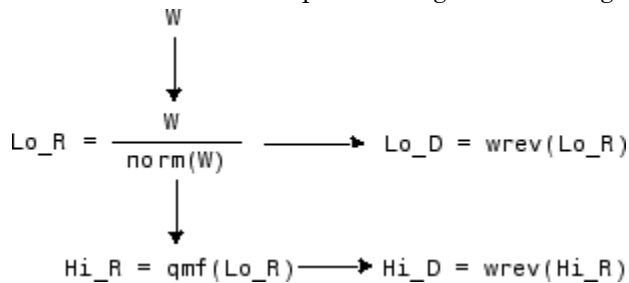 W
W
Lo_R = ――― Lo_D = wrev(Lo_R)
norm(W)
Hi_R = qmf(Lo_R) Hi_D = wrev(Hi_R)